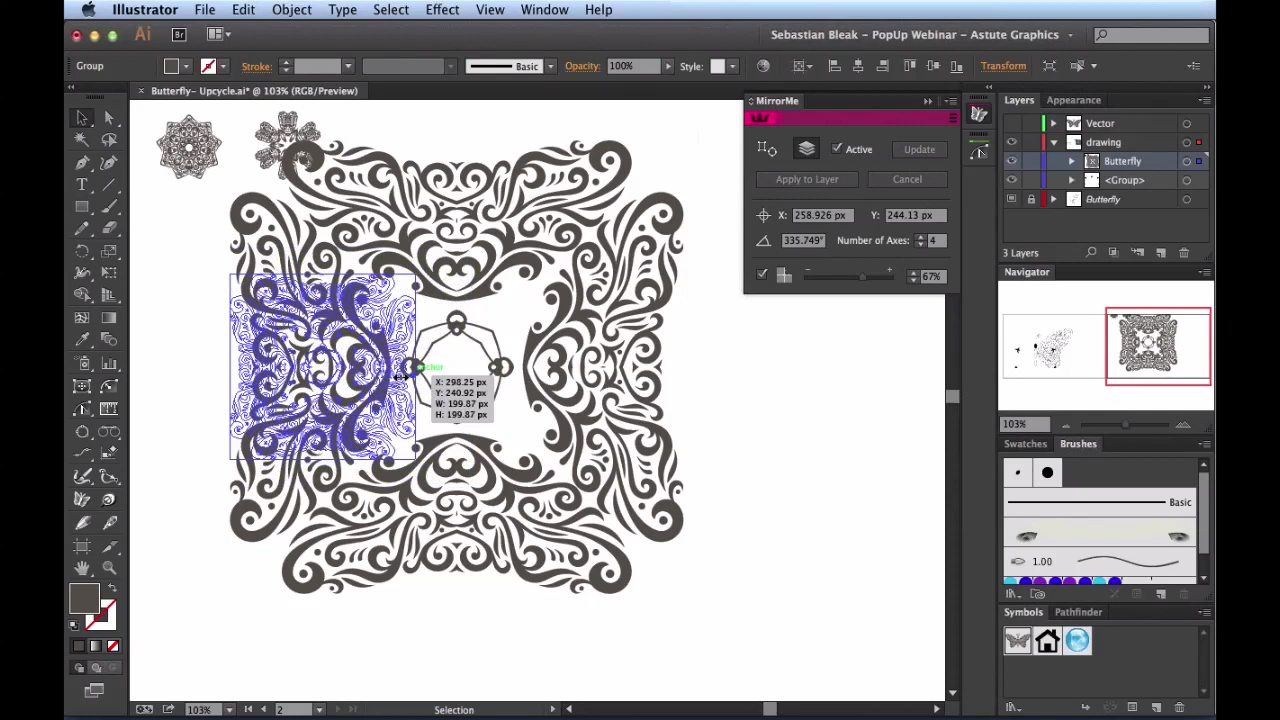 Illustrator File Edit Object Type Select Effect View Window Help
Ai Br Sebastian Bleak - PopUp Webinar - Astute Graphics
Group Stroke: Basic Opacity: 100% Style: Transform
Butterfly- Upcycle.ai* @ 103% (RGB/Preview)
MirrorMe
Active Update
Apply to Layer Cancel
X: 258.926 px Y: 244.13 px
335.749° Number of Axes: 4
67%
X: 298.25 px
Y: 240.92 px
W: 199.87 px
H: 199.87 px
Layers Appearance
Vector
drawing
Butterfly
<Group>
Butterfly
3 Layers
Navigator
103%
Swatches Brushes
Basic
1.00
Symbols Pathfinder
103% 2 Selection